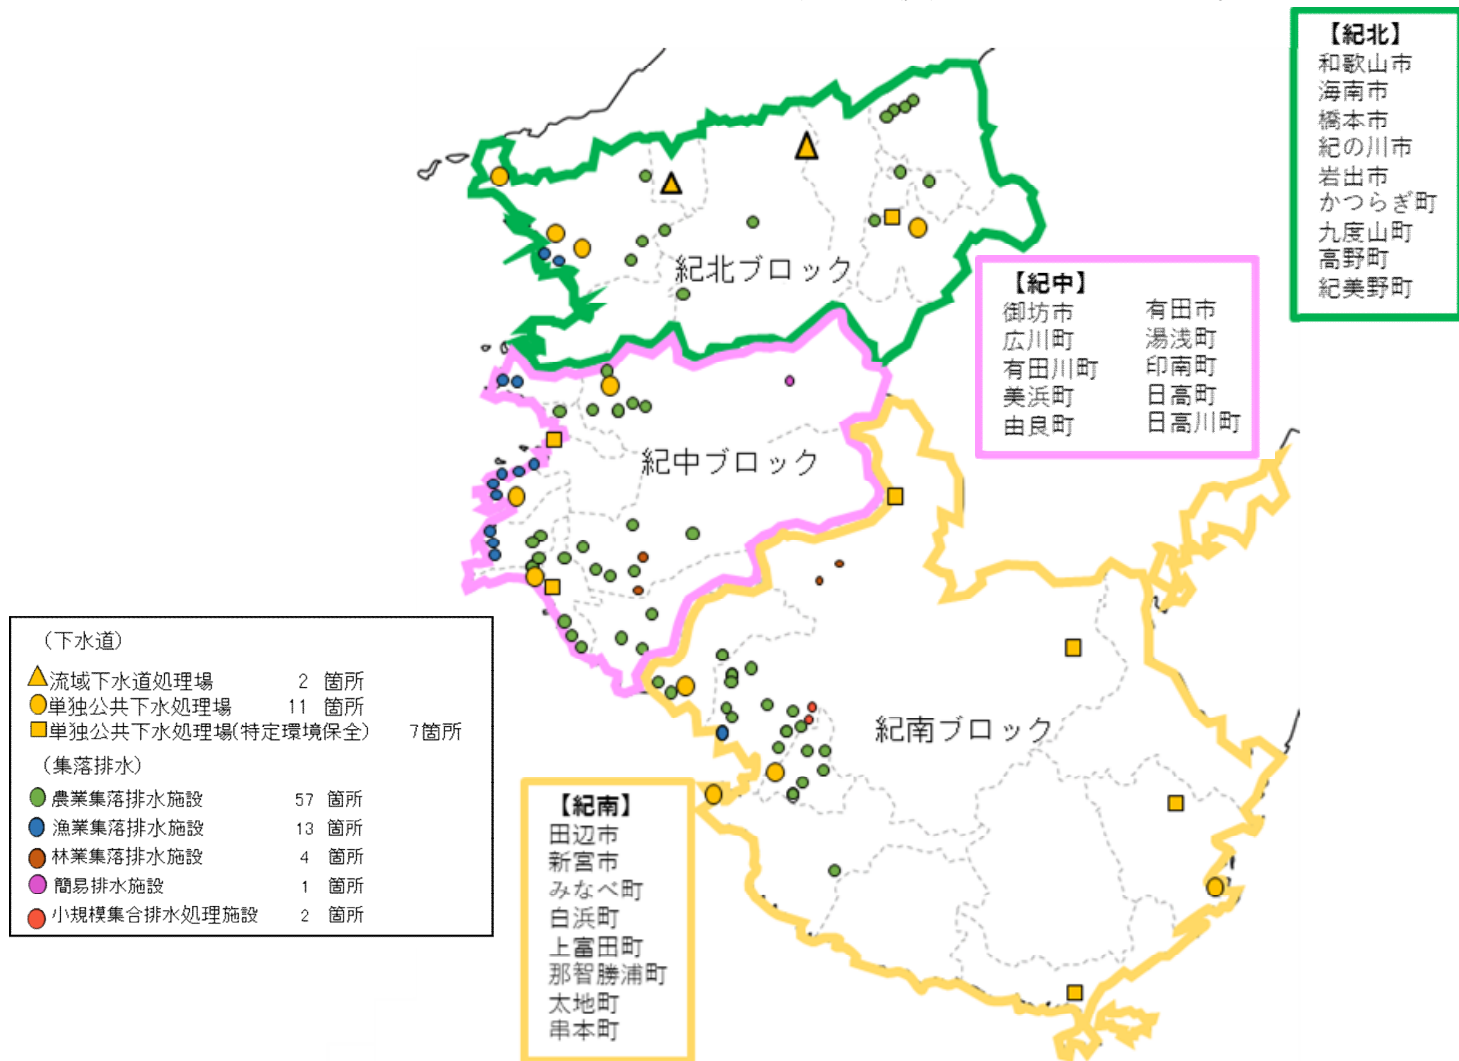 【紀北】
和歌山市
海南市
橋本市
紀の川市
岩出市
かつらぎ町
九度山町
高野町
紀美野町
紀北ブロック
【紀中】
御坊市 有田市
広川町 湯浅町
有田川町 印南町
美浜町 日高町
由良町 日高川町
紀中ブロック
(下水道)
流域下水道処理場 2 箇所
単独公共下水処理場 11 箇所
単独公共下水処理場(特定環境保全) 7箇所
(集落排水)
農業集落排水施設 57 箇所
漁業集落排水施設 13 箇所
林業集落排水施設 4 箇所
簡易排水施設 1 箇所
小規模集合排水処理施設 2 箇所
紀南ブロック
【紀南】
田辺市
新宮市
みなべ町
白浜町
上富田町
那智勝浦町
太地町
串本町